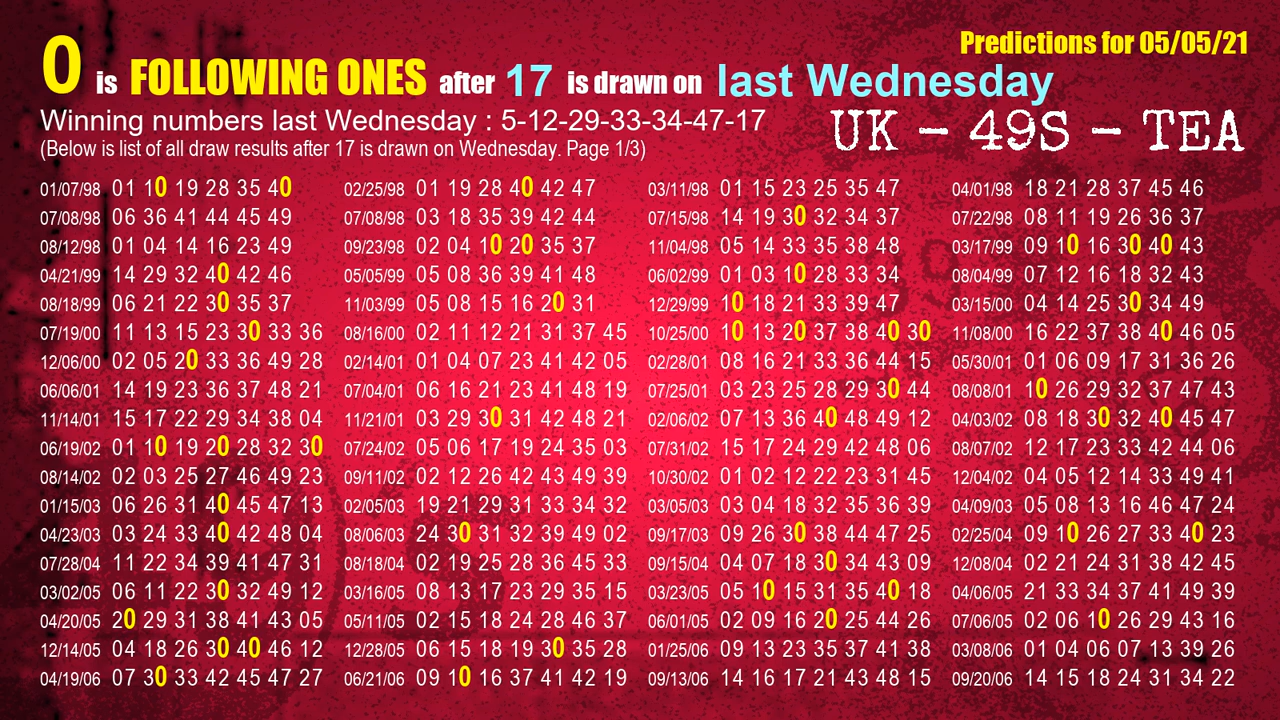 Predictions for 05/05/21
0 is FOLLOWING ONES after 17 is drawn on last Wednesday
Winning numbers last Wednesday : 5-12-29-33-34-47-17
UK - 49S - TEA
(Below is list of all draw results after 17 is drawn on Wednesday. Page 1/3)
01/07/98 01 10 19 28 35 40 02/25/98 01 19 28 40 42 47 03/11/98 01 15 23 25 35 47 04/01/98 18 21 28 37 45 46
07/08/98 06 36 41 44 45 49 07/08/98 03 18 35 39 42 44 07/15/98 14 19 30 32 34 37 07/22/98 08 11 19 26 36 37
08/12/98 01 04 14 16 23 49 09/23/98 02 04 10 20 35 37 11/04/98 05 14 33 35 38 48 03/17/99 09 10 16 30 40 43
04/21/99 14 29 32 40 42 46 05/05/99 05 08 36 39 41 48 06/02/99 01 03 10 28 33 34 08/04/99 07 12 16 18 32 43
08/18/99 06 21 22 30 35 37 11/03/99 05 08 15 16 20 31 12/29/99 10 18 21 33 39 47 03/15/00 04 14 25 30 34 49
07/19/00 11 13 15 23 30 33 36 08/16/00 02 11 12 21 31 37 45 10/25/00 10 13 20 37 38 40 30 11/08/00 16 22 37 38 40 46 05
12/06/00 02 05 20 33 36 49 28 02/14/01 01 04 07 23 41 42 05 02/28/01 08 16 21 33 36 44 15 05/30/01 01 06 09 17 31 36 26
06/06/01 14 19 23 36 37 48 21 07/04/01 06 16 21 23 41 48 19 07/25/01 03 23 25 28 29 30 44 08/08/01 10 26 29 32 37 47 43
11/14/01 15 17 22 29 34 38 04 11/21/01 03 29 30 31 42 48 21 02/06/02 07 13 36 40 48 49 12 04/03/02 08 18 30 32 40 45 47
06/19/02 01 10 19 20 28 32 30 07/24/02 05 06 17 19 24 35 03 07/31/02 15 17 24 29 42 48 06 08/07/02 12 17 23 33 42 44 06
08/14/02 02 03 25 27 46 49 23 09/11/02 02 12 26 42 43 49 39 10/30/02 01 02 12 22 23 31 45 12/04/02 04 05 12 14 33 49 41
01/15/03 06 26 31 40 45 47 13 02/05/03 19 21 29 31 33 34 32 03/05/03 03 04 18 32 35 36 39 04/09/03 05 08 13 16 46 47 24
04/23/03 03 24 33 40 42 48 04 08/06/03 24 30 31 32 39 49 02 09/17/03 09 26 30 38 44 47 25 02/25/04 09 10 26 27 33 40 23
07/28/04 11 22 34 39 41 47 31 08/18/04 02 19 25 28 36 45 33 09/15/04 04 07 18 30 34 43 09 12/08/04 02 21 24 31 38 42 45
03/02/05 06 11 22 30 32 49 12 03/16/05 08 13 17 23 29 35 15 03/23/05 05 10 15 31 35 40 18 04/06/05 21 33 34 37 41 49 39
04/20/05 20 29 31 38 41 43 05 05/11/05 02 15 18 24 28 46 37 06/01/05 02 09 16 20 25 44 26 07/06/05 02 06 10 26 29 43 16
12/14/05 04 18 26 30 40 46 12 12/28/05 06 15 18 19 30 35 28 01/25/06 09 13 23 35 37 41 38 03/08/06 01 04 06 07 13 39 26
04/19/06 07 30 33 42 45 47 27 06/21/06 09 10 16 37 41 42 19 09/13/06 14 16 17 21 43 48 15 09/20/06 14 15 18 24 31 34 22